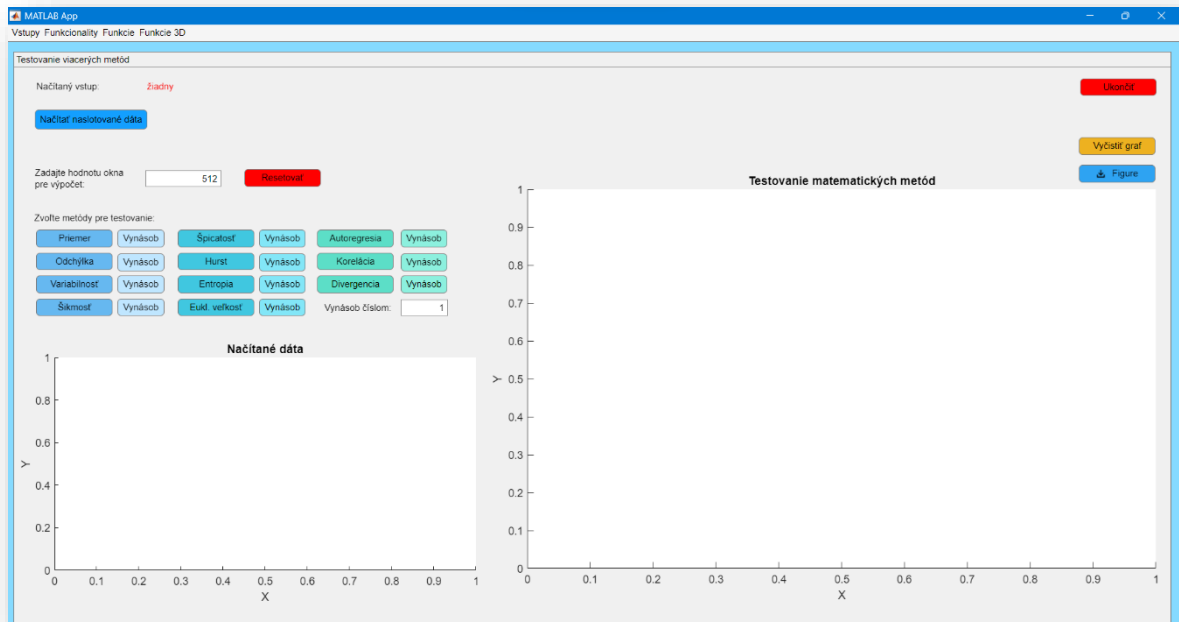 MATLAB App
Vstupy Funkcionality Funkcie Funkcie 3D
Testovanie viacerých metód
Načítaný vstup: žiadny
Ukončiť
Načítať naslotované dáta
Vyčistiť graf
Figure
Zadajte hodnotu okna
pre výpočet:
512
Resetovať
Zvoľte metódy pre testovanie:
Priemer Vynásob Špicatosť Vynásob Autoregresia Vynásob
Odchýlka Vynásob Hurst Vynásob Korelácia Vynásob
Variabilnosť Vynásob Entropia Vynásob Divergencia Vynásob
Šikmosť Vynásob Eukl. veľkosť Vynásob Vynásob číslom: 1
Načítané dáta
1
0.8
0.6
Y
0.4
0.2
0
0 0.1 0.2 0.3 0.4 0.5 0.6 0.7 0.8 0.9 1
X
Testovanie matematických metód
1
0.9
0.8
0.7
0.6
Y
0.5
0.4
0.3
0.2
0.1
0
0 0.1 0.2 0.3 0.4 0.5 0.6 0.7 0.8 0.9 1
X